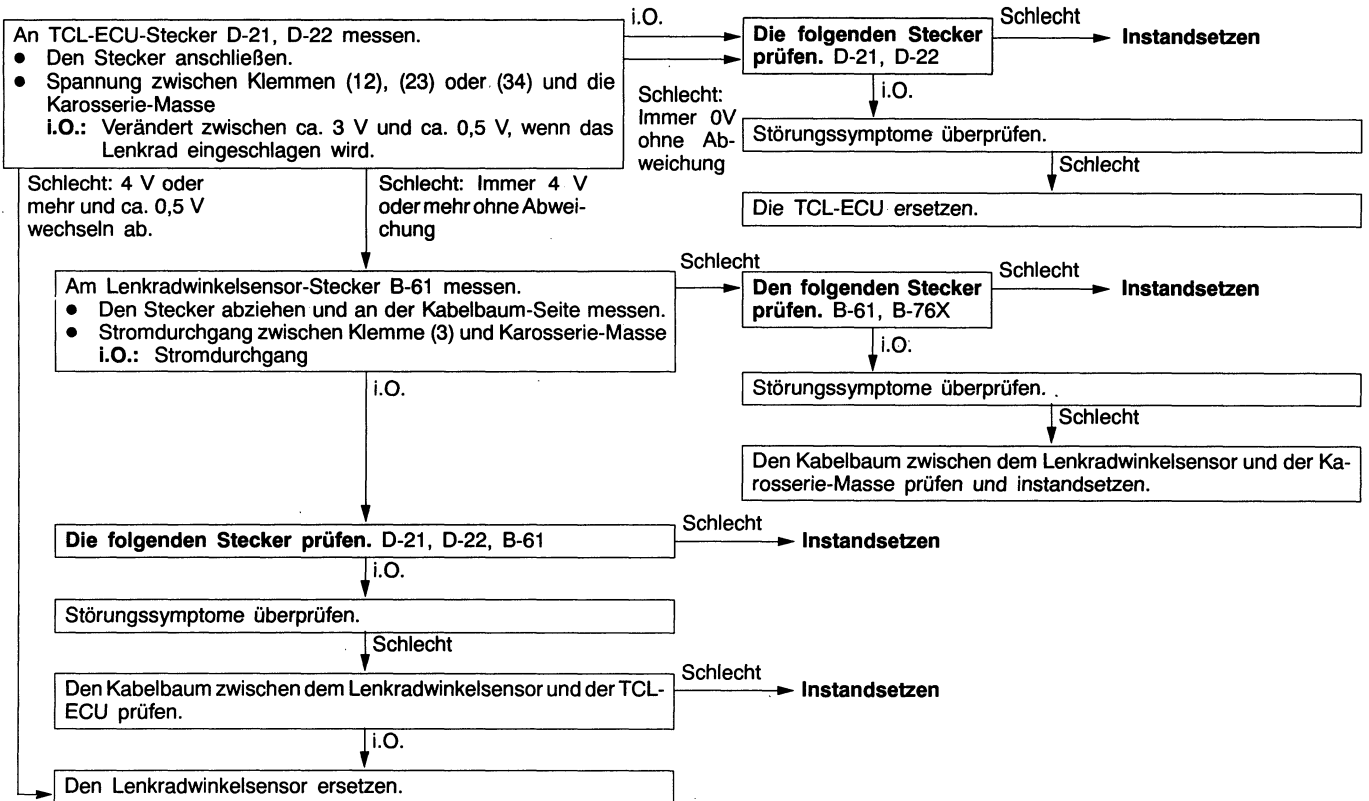 An TCL-ECU-Stecker D-21, D-22 messen.
● Den Stecker anschließen.
● Spannung zwischen Klemmen (12), (23) oder (34) und die
Karosserie-Masse
i.O.: Verändert zwischen ca. 3 V und ca. 0,5 V, wenn das
Lenkrad eingeschlagen wird.
i.O.
Schlecht:
Immer 0V
ohne Ab-
weichung
Die folgenden Stecker
prüfen. D-21, D-22
Schlecht
Instandsetzen
i.O.
Störungssymptome überprüfen.
Schlecht
Die TCL-ECU ersetzen.
Schlecht: 4 V oder
mehr und ca. 0,5 V
wechseln ab.
Schlecht: Immer 4 V
oder mehr ohne Abwei-
chung
Am Lenkradwinkelsensor-Stecker B-61 messen.
● Den Stecker abziehen und an der Kabelbaum-Seite messen.
● Stromdurchgang zwischen Klemme (3) und Karosserie-Masse
i.O.: Stromdurchgang
Schlecht
Den folgenden Stecker
prüfen. B-61, B-76X
Schlecht
Instandsetzen
i.O.
Störungssymptome überprüfen.
Schlecht
Den Kabelbaum zwischen dem Lenkradwinkelsensor und der Ka-
rosserie-Masse prüfen und instandsetzen.
i.O.
Die folgenden Stecker prüfen. D-21, D-22, B-61
Schlecht
Instandsetzen
i.O.
Störungssymptome überprüfen.
Schlecht
Den Kabelbaum zwischen dem Lenkradwinkelsensor und der TCL-
ECU prüfen.
Schlecht
Instandsetzen
i.O.
Den Lenkradwinkelsensor ersetzen.